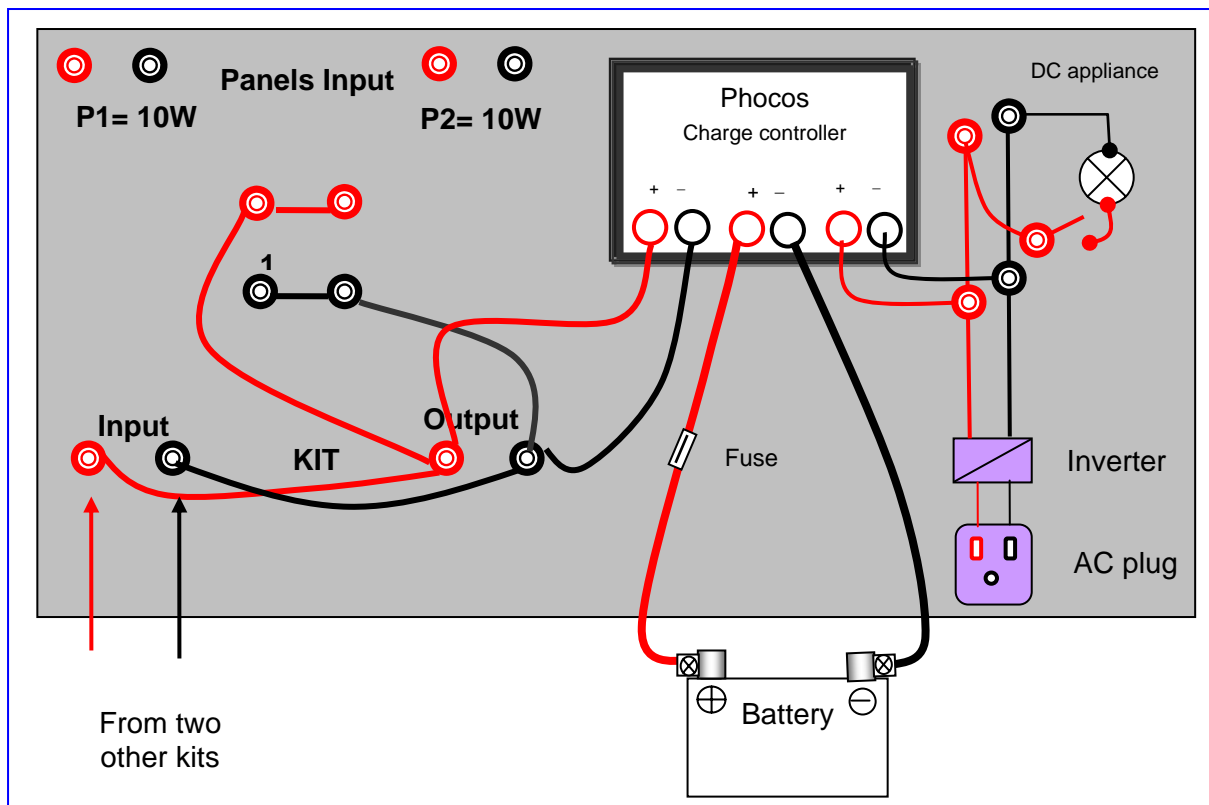 Panels Input
P1= 10W
P2= 10W
Phocos
Charge controller
+ − + − + −
DC appliance
1
Input
Output
KIT
Fuse
Inverter
AC plug
Battery
From two
other kits